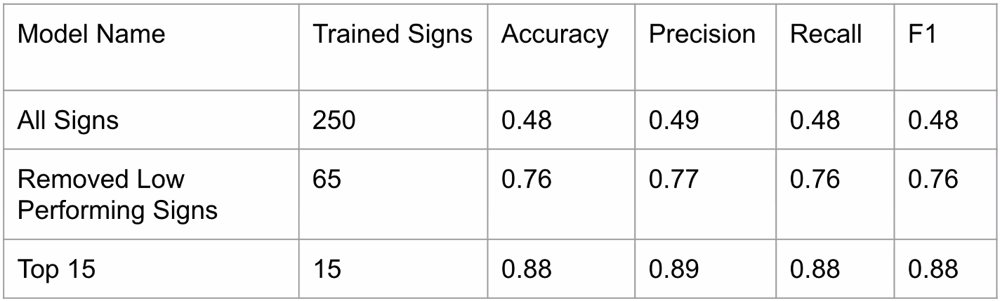 Model Name Trained Signs Accuracy Precision Recall F1
All Signs 250 0.48 0.49 0.48 0.48
Removed Low 65 0.76 0.77 0.76 0.76
Performing Signs
Top 15 15 0.88 0.89 0.88 0.88